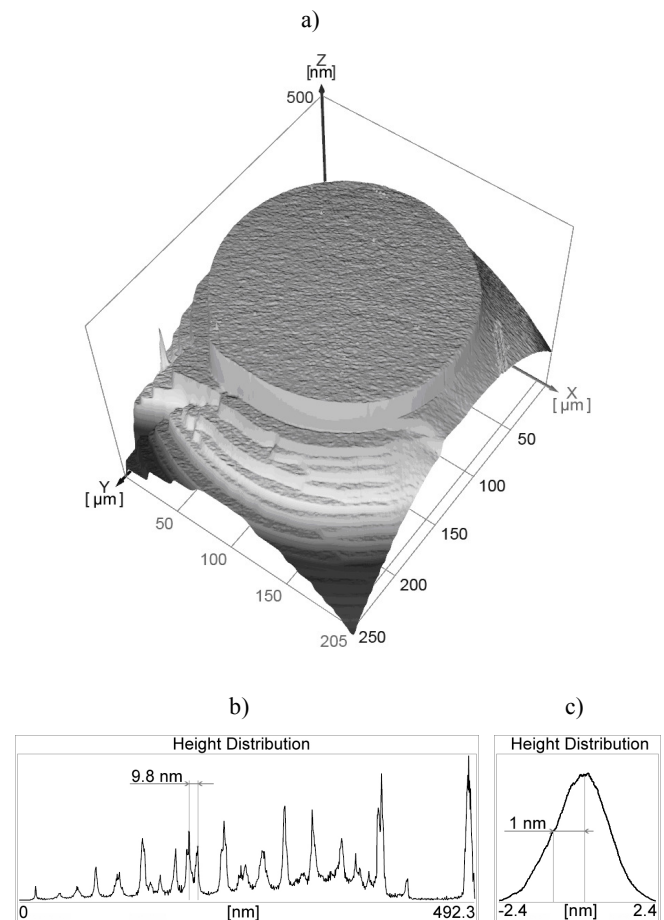 a)
Z
[nm]
500
X
[ µm ]
50
100
150
200
250
Y
[ µm ]
50
100
150
205
b)
c)
Height Distribution
9.8 nm
0
[nm]
492.3
Height Distribution
1 nm
-2.4
[nm]
2.4